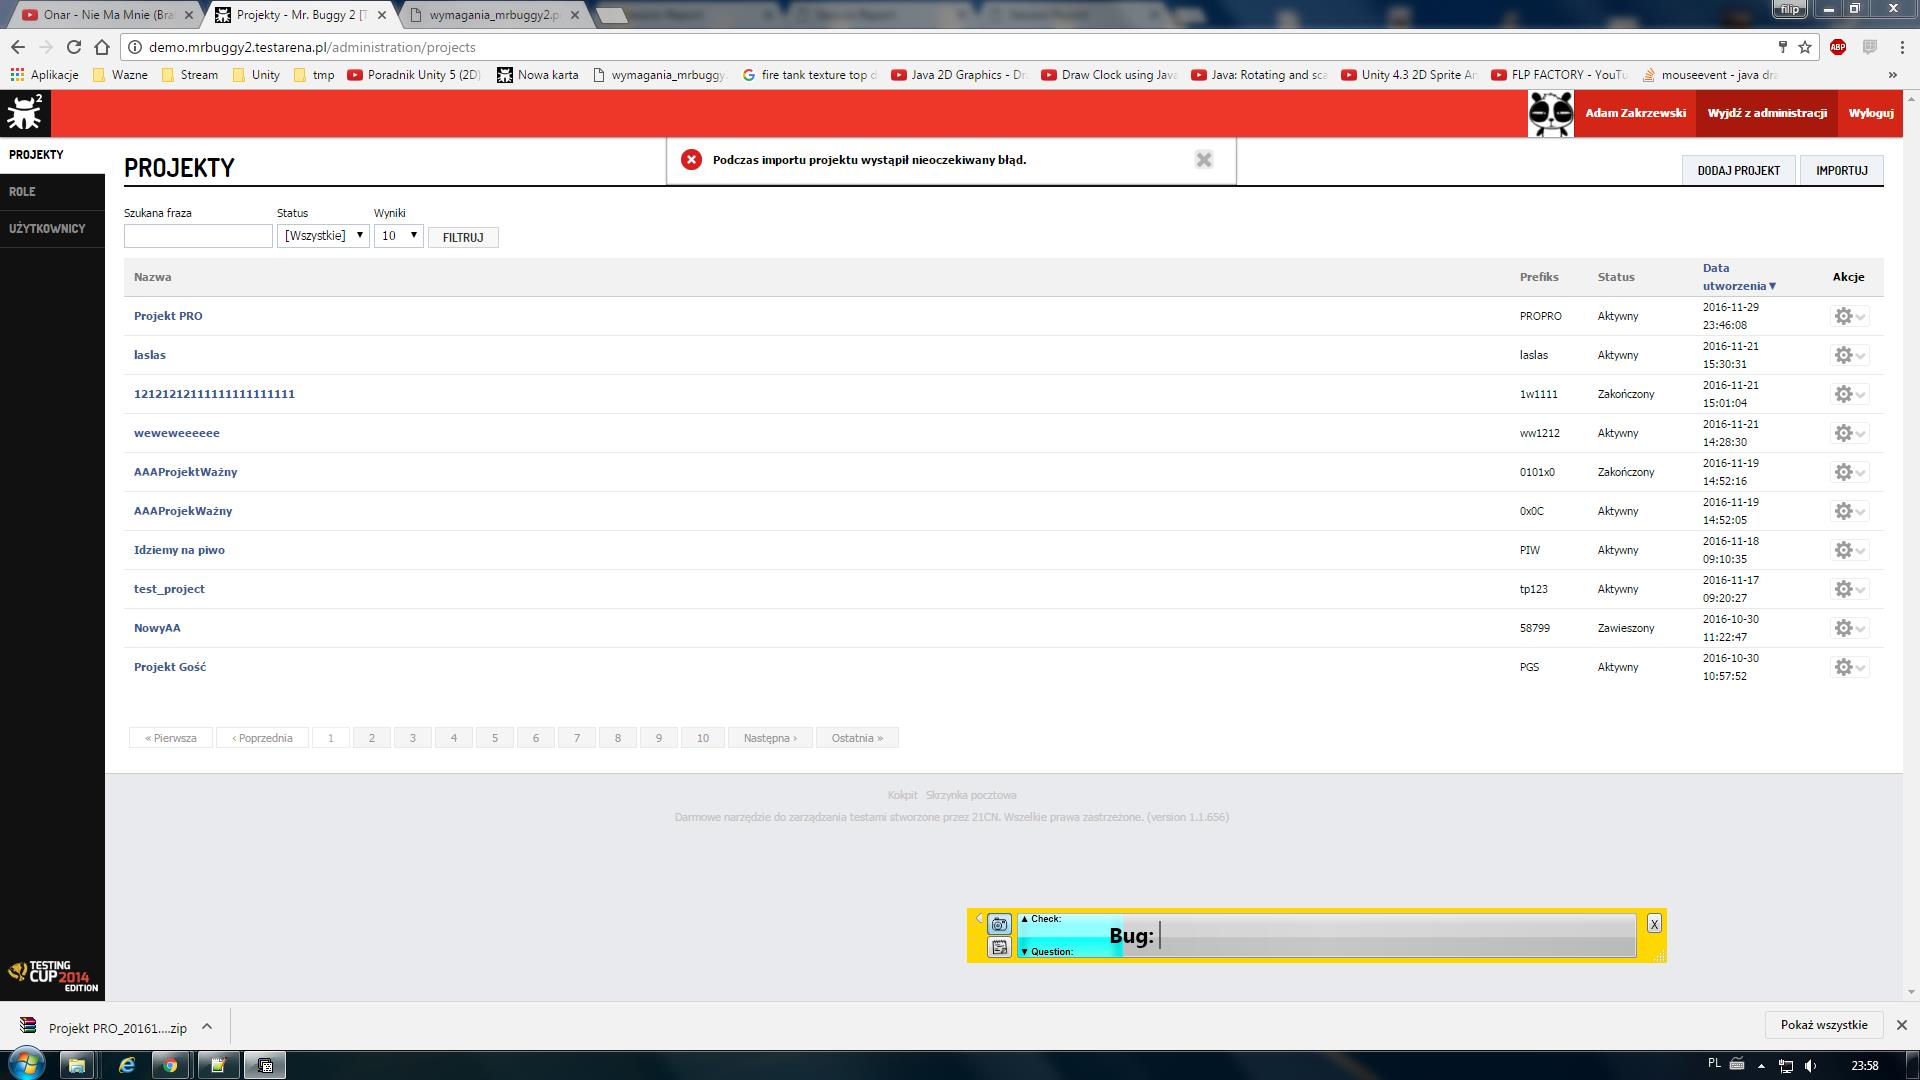 Onar - Nie Ma Mnie (Bra
Projekty - Mr. Buggy 2 [T
wymagania_mrbuggy2.p
filip
demo.mrbuggy2.testarena.pl/administration/projects
ABP
Aplikacje Wazne Stream Unity tmp Poradnik Unity 5 (2D) Nowa karta wymagania_mrbuggy. fire tank texture top d Java 2D Graphics - Dr Draw Clock using Java Java: Rotating and sca Unity 4.3 2D Sprite An FLP FACTORY - YouTu mouseevent - java dra »
2
Adam Zakrzewski Wyjdź z administracji Wyloguj
PROJEKTY
ROLE
UŻYTKOWNICY
PROJEKTY
Podczas importu projektu wystąpił nieoczekiwany błąd.
DODAJ PROJEKT IMPORTUJ
Szukana fraza Status Wyniki
[Wszystkie] 10 FILTRUJ
Nazwa Prefiks Status Data utworzenia▼ Akcje
Projekt PRO PROPRO Aktywny 2016-11-29 23:46:08
laslas laslas Aktywny 2016-11-21 15:30:31
12121212111111111111111 1w1111 Zakończony 2016-11-21 15:01:04
weweweeeeee ww1212 Aktywny 2016-11-21 14:28:30
AAAProjektWażny 0101x0 Zakończony 2016-11-19 14:52:16
AAAProjekWażny 0x0C Aktywny 2016-11-19 14:52:05
Idziemy na piwo PIW Aktywny 2016-11-18 09:10:35
test_project tp123 Aktywny 2016-11-17 09:20:27
NowyAA 58799 Zawieszony 2016-10-30 11:22:47
Projekt Gość PGS Aktywny 2016-10-30 10:57:52
« Pierwsza ‹ Poprzednia 1 2 3 4 5 6 7 8 9 10 Następna › Ostatnia »
Kokpit Skrzynka pocztowa
Darmowe narzędzie do zarządzania testami stworzone przez 21CN. Wszelkie prawa zastrzeżone. (version 1.1.656)
▲ Check:
Bug:
▼ Question:
X
TESTING
CUP 2014
EDITION
Projekt PRO_20161....zip
Pokaż wszystkie
PL
23:58